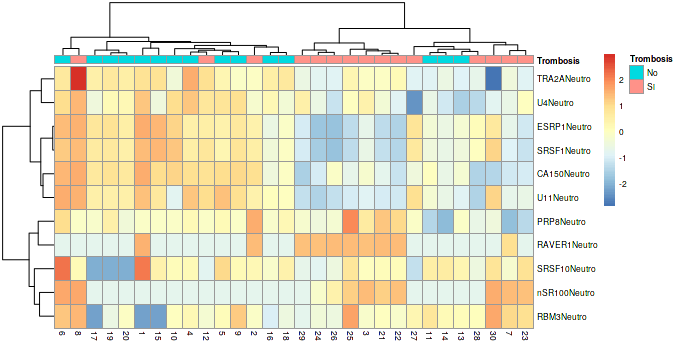 Trombosis
Trombosis
No
SI
TRA2ANeutro
U4Neutro
ESRP1Neutro
SRSF1Neutro
CA150Neutro
U11Neutro
PRP8Neutro
RAVER1Neutro
SRSF10Neutro
nSR100Neutro
RBM3Neutro
2
1
0
-1
-2
6 8 17 19 20 1 15 10 4 12 5 9 2 16 18 29 24 26 25 3 21 22 27 11 14 13 28 30 7 23